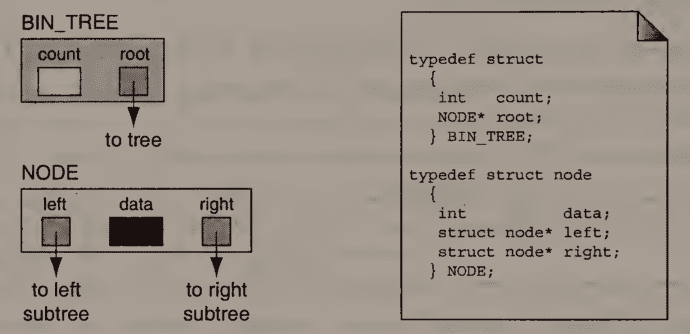 BIN_TREE
count root
to tree
NODE
left data right
to left to right
subtree subtree
typedef struct
{
int count;
NODE* root;
} BIN_TREE;
typedef struct node
{
int data;
struct node* left;
struct node* right;
} NODE;